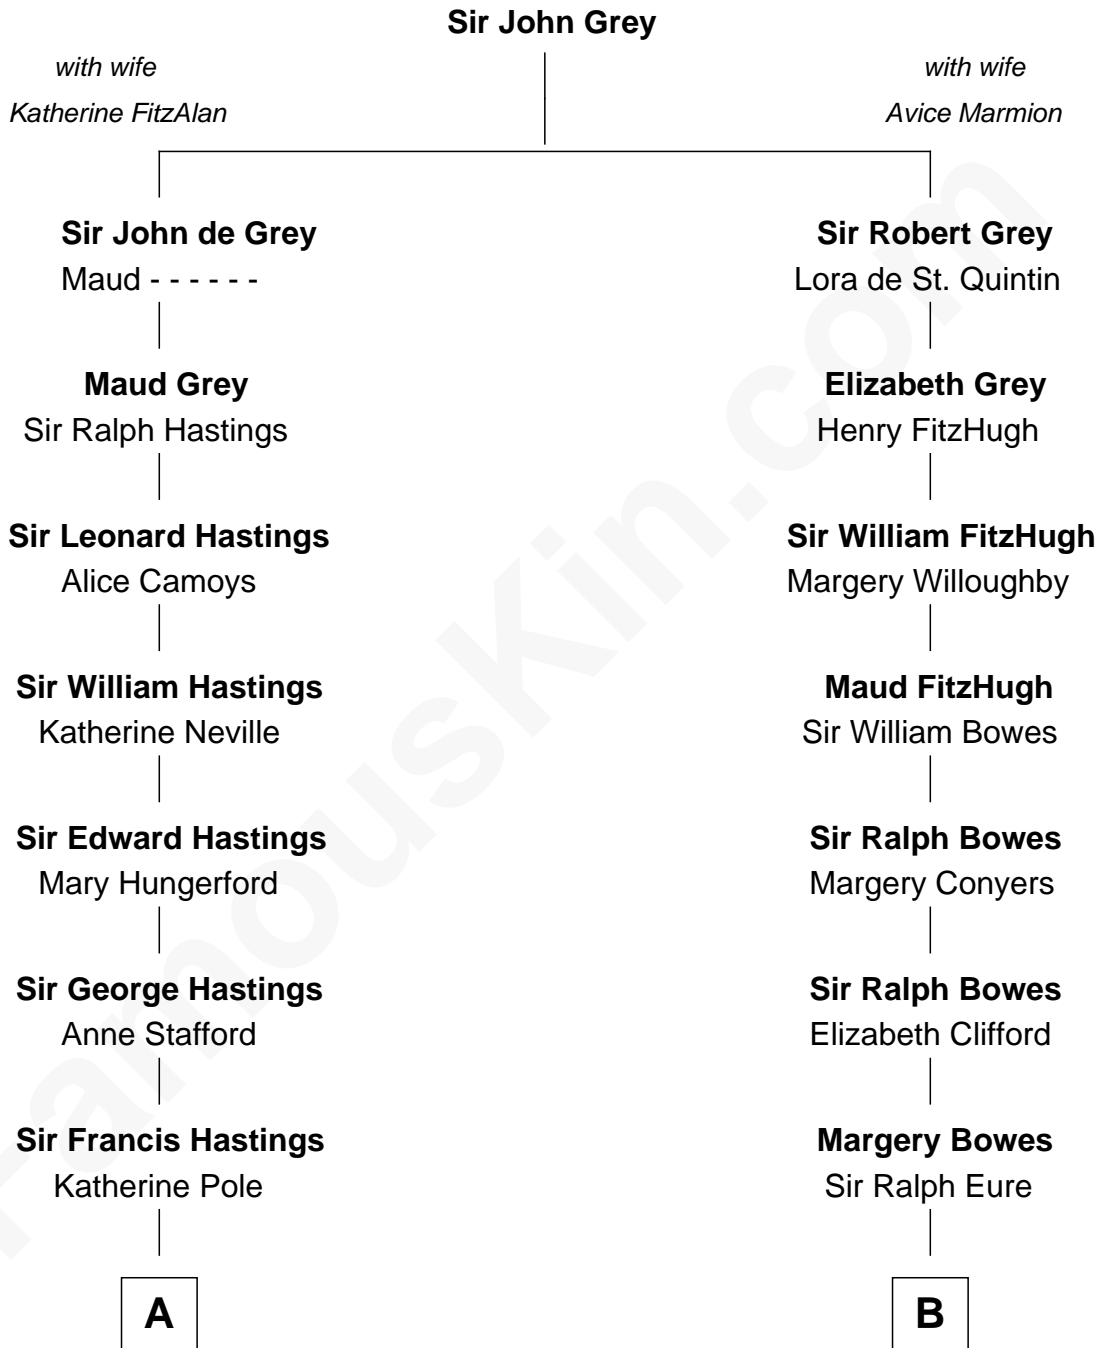 Sir John Grey
with wife
Katherine FitzAlan
with wife
Avice Marmion
Sir John de Grey
Maud - - - - - -
Sir Robert Grey
Lora de St. Quintin
Maud Grey
Sir Ralph Hastings
Elizabeth Grey
Henry FitzHugh
Sir Leonard Hastings
Alice Camoys
Sir William FitzHugh
Margery Willoughby
Sir William Hastings
Katherine Neville
Maud FitzHugh
Sir William Bowes
Sir Edward Hastings
Mary Hungerford
Sir Ralph Bowes
Margery Conyers
Sir George Hastings
Anne Stafford
Sir Ralph Bowes
Elizabeth Clifford
Sir Francis Hastings
Katherine Pole
Margery Bowes
Sir Ralph Eure
A
B
FamousKin.com